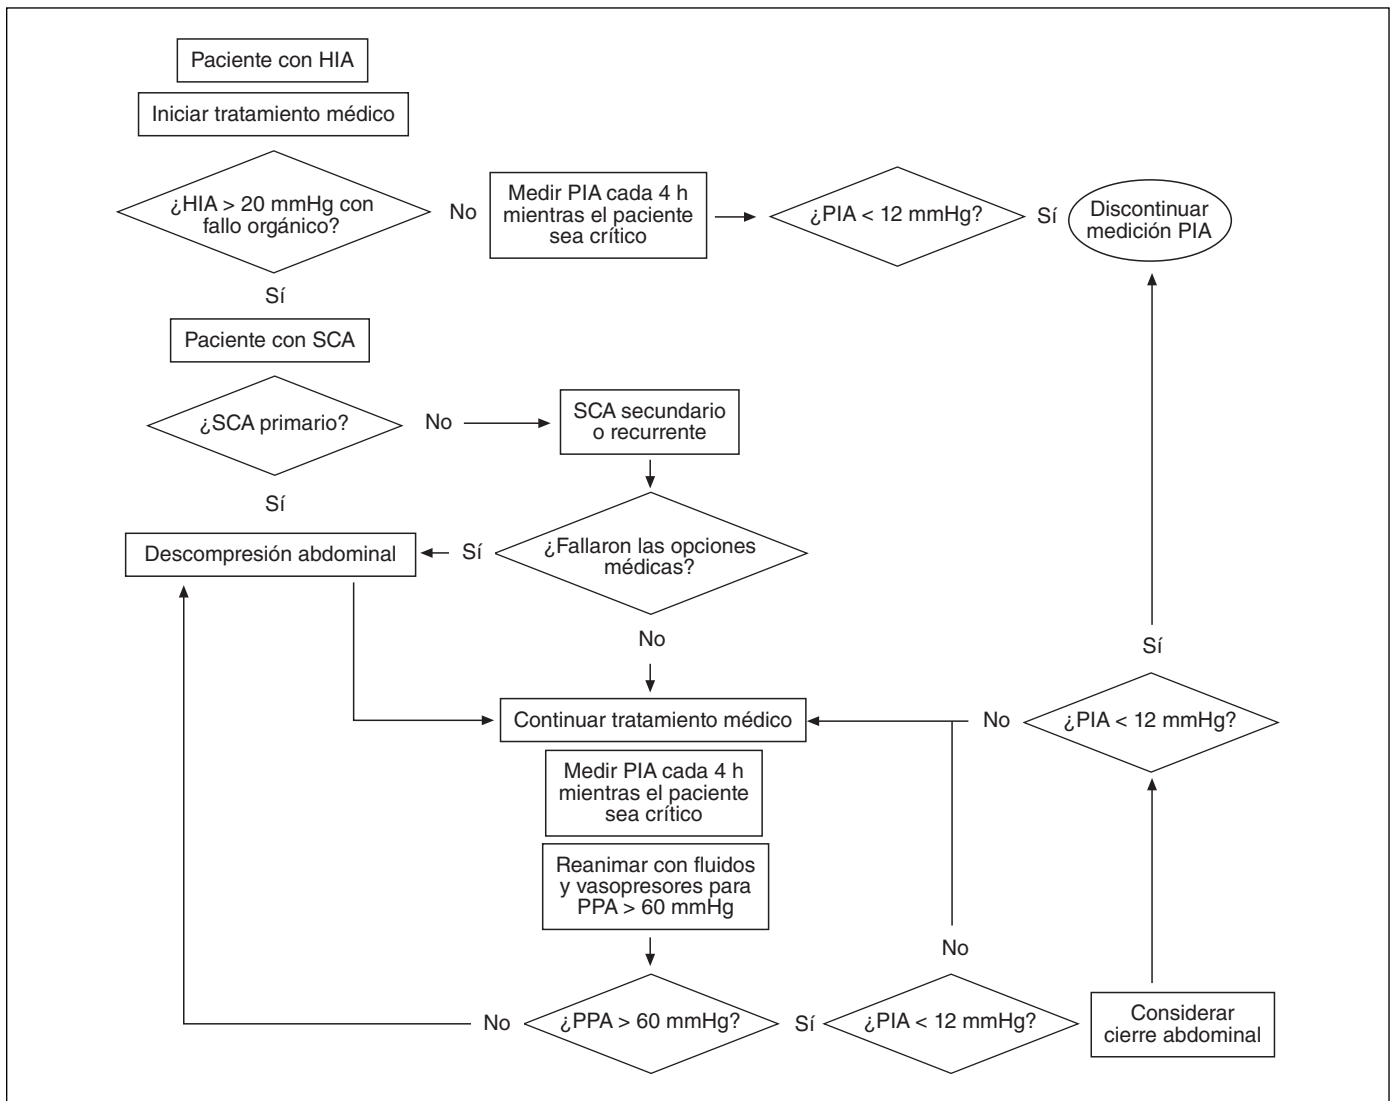 Paciente con HIA
Iniciar tratamiento médico
¿HIA > 20 mmHg con
fallo orgánico?
No
Medir PIA cada 4 h
mientras el paciente
sea crítico
¿PIA < 12 mmHg?
Sí
Discontinuar
medición PIA
Sí
Paciente con SCA
¿SCA primario?
No
SCA secundario
o recurrente
Sí
Descompresión abdominal
Sí
¿Fallaron las opciones
médicas?
No
Sí
Continuar tratamiento médico
No
¿PIA < 12 mmHg?
Medir PIA cada 4 h
mientras el paciente
sea crítico
Reanimar con fluidos
y vasopresores para
PPA > 60 mmHg
No
No
¿PPA > 60 mmHg?
Sí
¿PIA < 12 mmHg?
Considerar
cierre abdominal